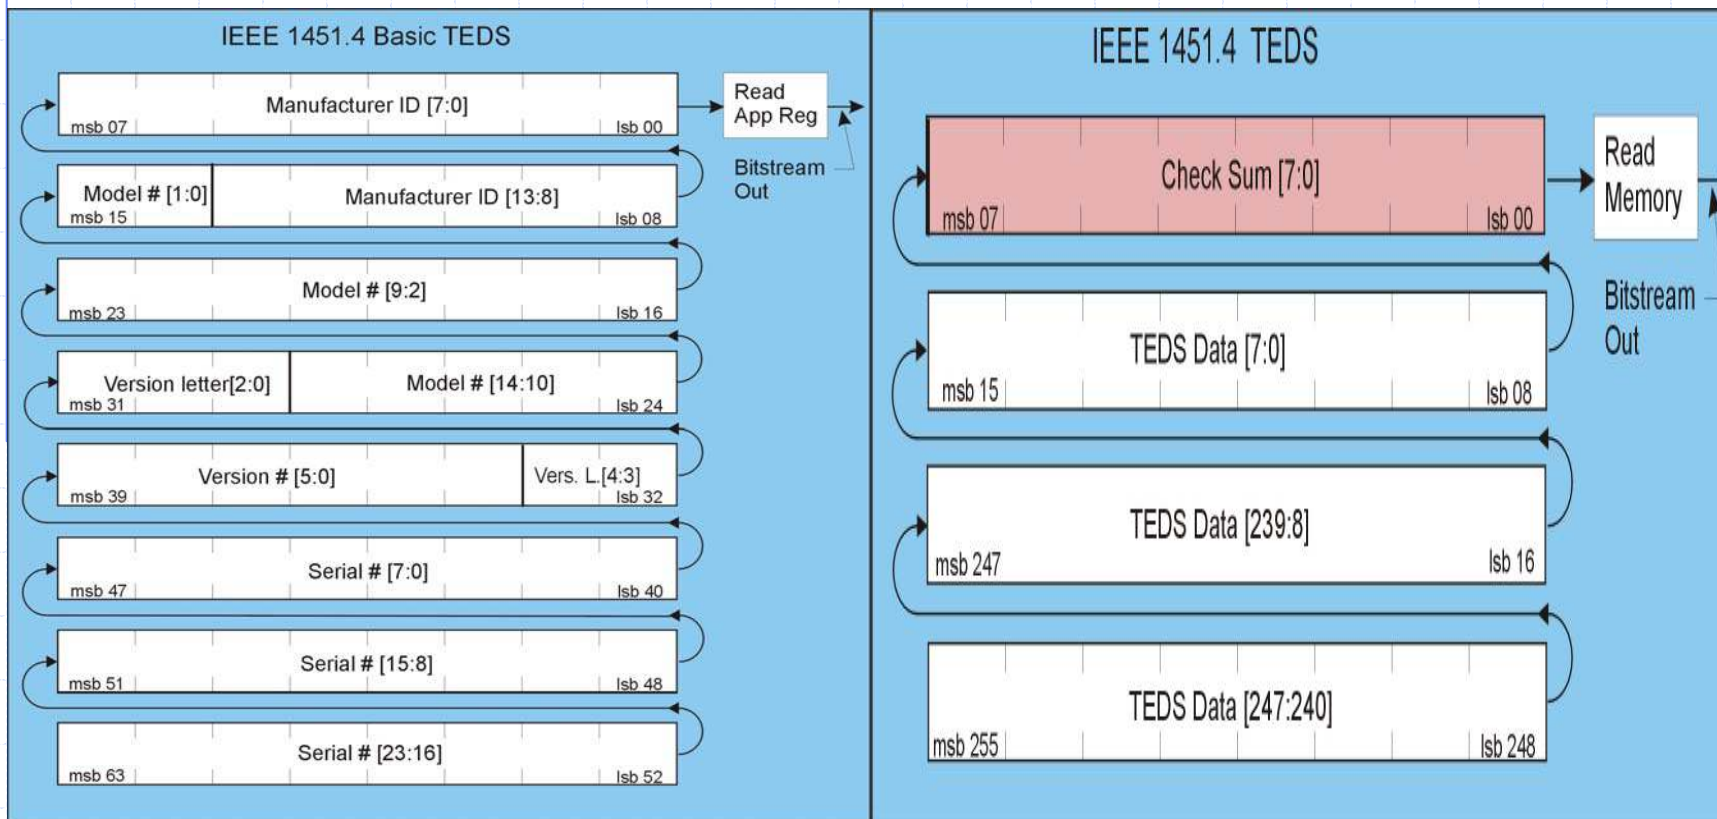 IEEE 1451.4 Basic TEDS
Manufacturer ID [7:0]
msb 07
lsb 00
Read
App Reg
Bitstream
Out
Model # [1:0]
Manufacturer ID [13:8]
msb 15
lsb 08
Model # [9:2]
msb 23
lsb 16
Version letter[2:0]
Model # [14:10]
msb 31
lsb 24
Version # [5:0]
Vers. L.[4:3]
msb 39
lsb 32
Serial # [7:0]
msb 47
lsb 40
Serial # [15:8]
msb 51
lsb 48
Serial # [23:16]
msb 63
lsb 52
IEEE 1451.4 TEDS
Check Sum [7:0]
msb 07
lsb 00
Read
Memory
Bitstream
Out
TEDS Data [7:0]
msb 15
lsb 08
TEDS Data [239:8]
msb 247
lsb 16
TEDS Data [247:240]
msb 255
lsb 248